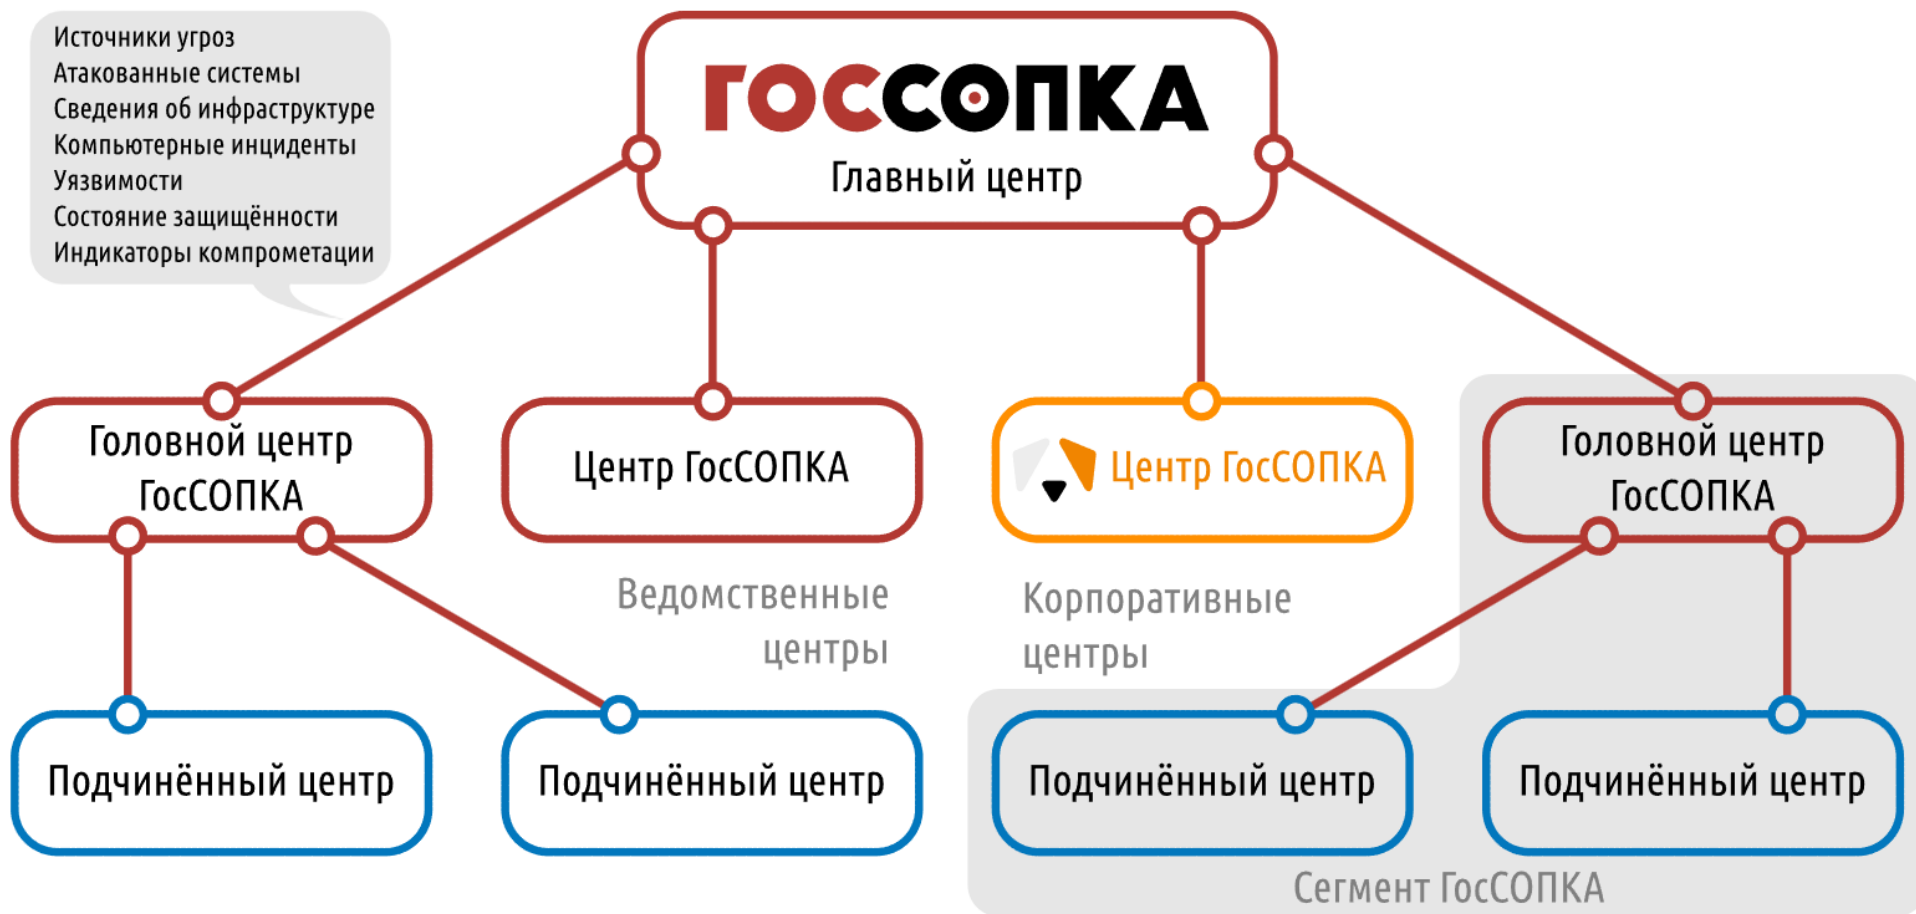 Источники угроз
Атакованные системы
Сведения об инфраструктуре
Компьютерные инциденты
Уязвимости
Состояние защищённости
Индикаторы компрометации
ГОССОПКА
Главный центр
Головной центр
ГосСОПКА
Центр ГосСОПКА
Центр ГосСОПКА
Головной центр
ГосСОПКА
Ведомственные
центры
Корпоративные
центры
Подчинённый центр
Подчинённый центр
Подчинённый центр
Подчинённый центр
Сегмент ГосСОПКА